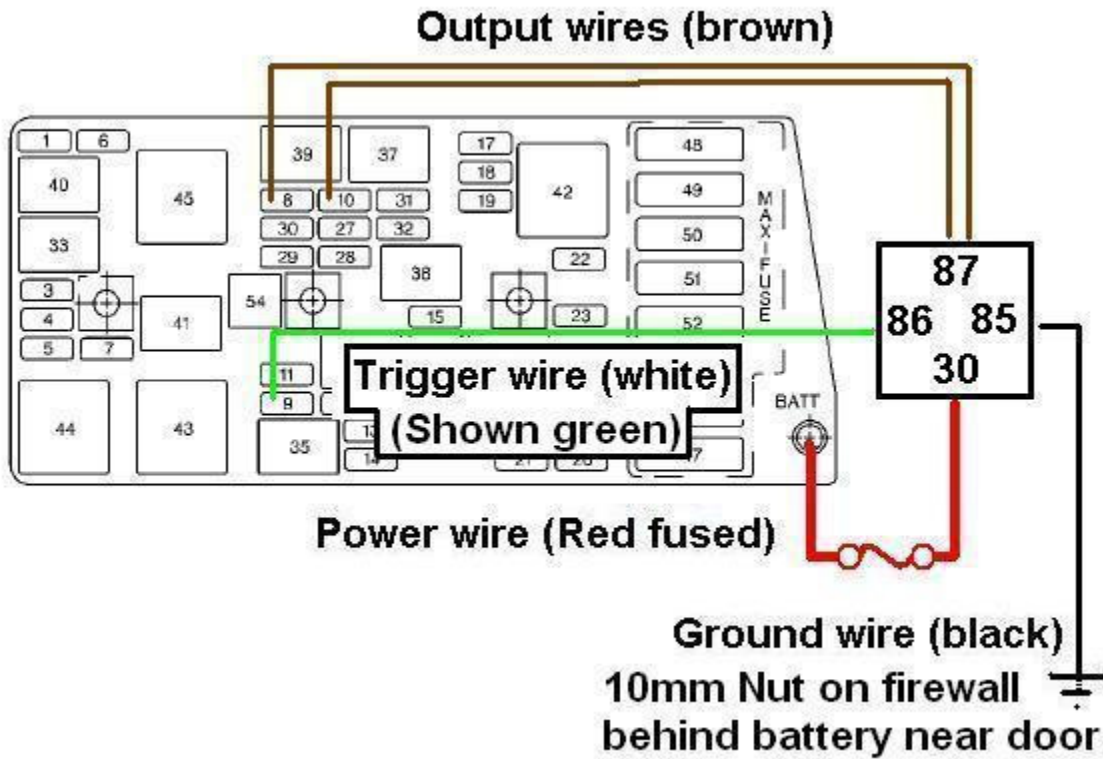 Output wires (brown)
1 6
39 37
17
48
40
45
18
42
49
8 10 31
19
33
30 27 32
50
29 28
38
22
51
3
54
4
41
15
23
52
5 7
MAXIFUSE
87
86 85
30
11
Trigger wire (white)
(Shown green)
9
BATT
44
43
35
Power wire (Red fused)
Ground wire (black)
10mm Nut on firewall
behind battery near door